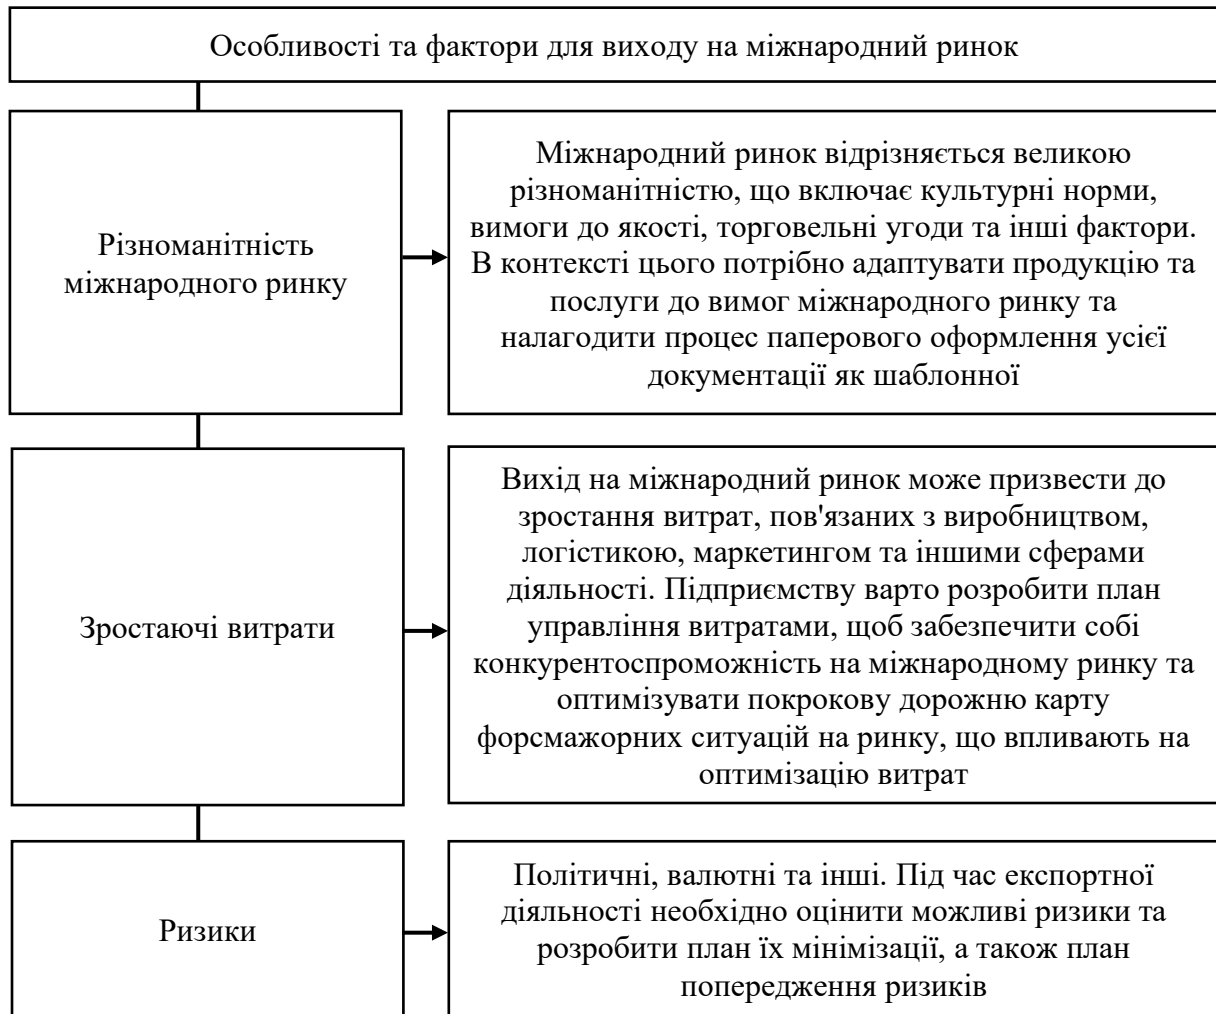 Особливості та фактори для виходу на міжнародний ринок
Різноманітність
міжнародного ринку
Міжнародний ринок відрізняється великою
різноманітністю, що включає культурні норми,
вимоги до якості, торговельні угоди та інші фактори.
В контексті цього потрібно адаптувати продукцію та
послуги до вимог міжнародного ринку та
налагодити процес паперового оформлення усієї
документації як шаблонної
Зростаючі витрати
Вихід на міжнародний ринок може призвести до
зростання витрат, пов'язаних з виробництвом,
логістикою, маркетингом та іншими сферами
діяльності. Підприємству варто розробити план
управління витратами, щоб забезпечити собі
конкурентоспроможність на міжнародному ринку та
оптимізувати покрокову дорожню карту
форсмажорних ситуацій на ринку, що впливають на
оптимізацію витрат
Ризики
Політичні, валютні та інші. Під час експортної
діяльності необхідно оцінити можливі ризики та
розробити план їх мінімізації, а також план
попередження ризиків